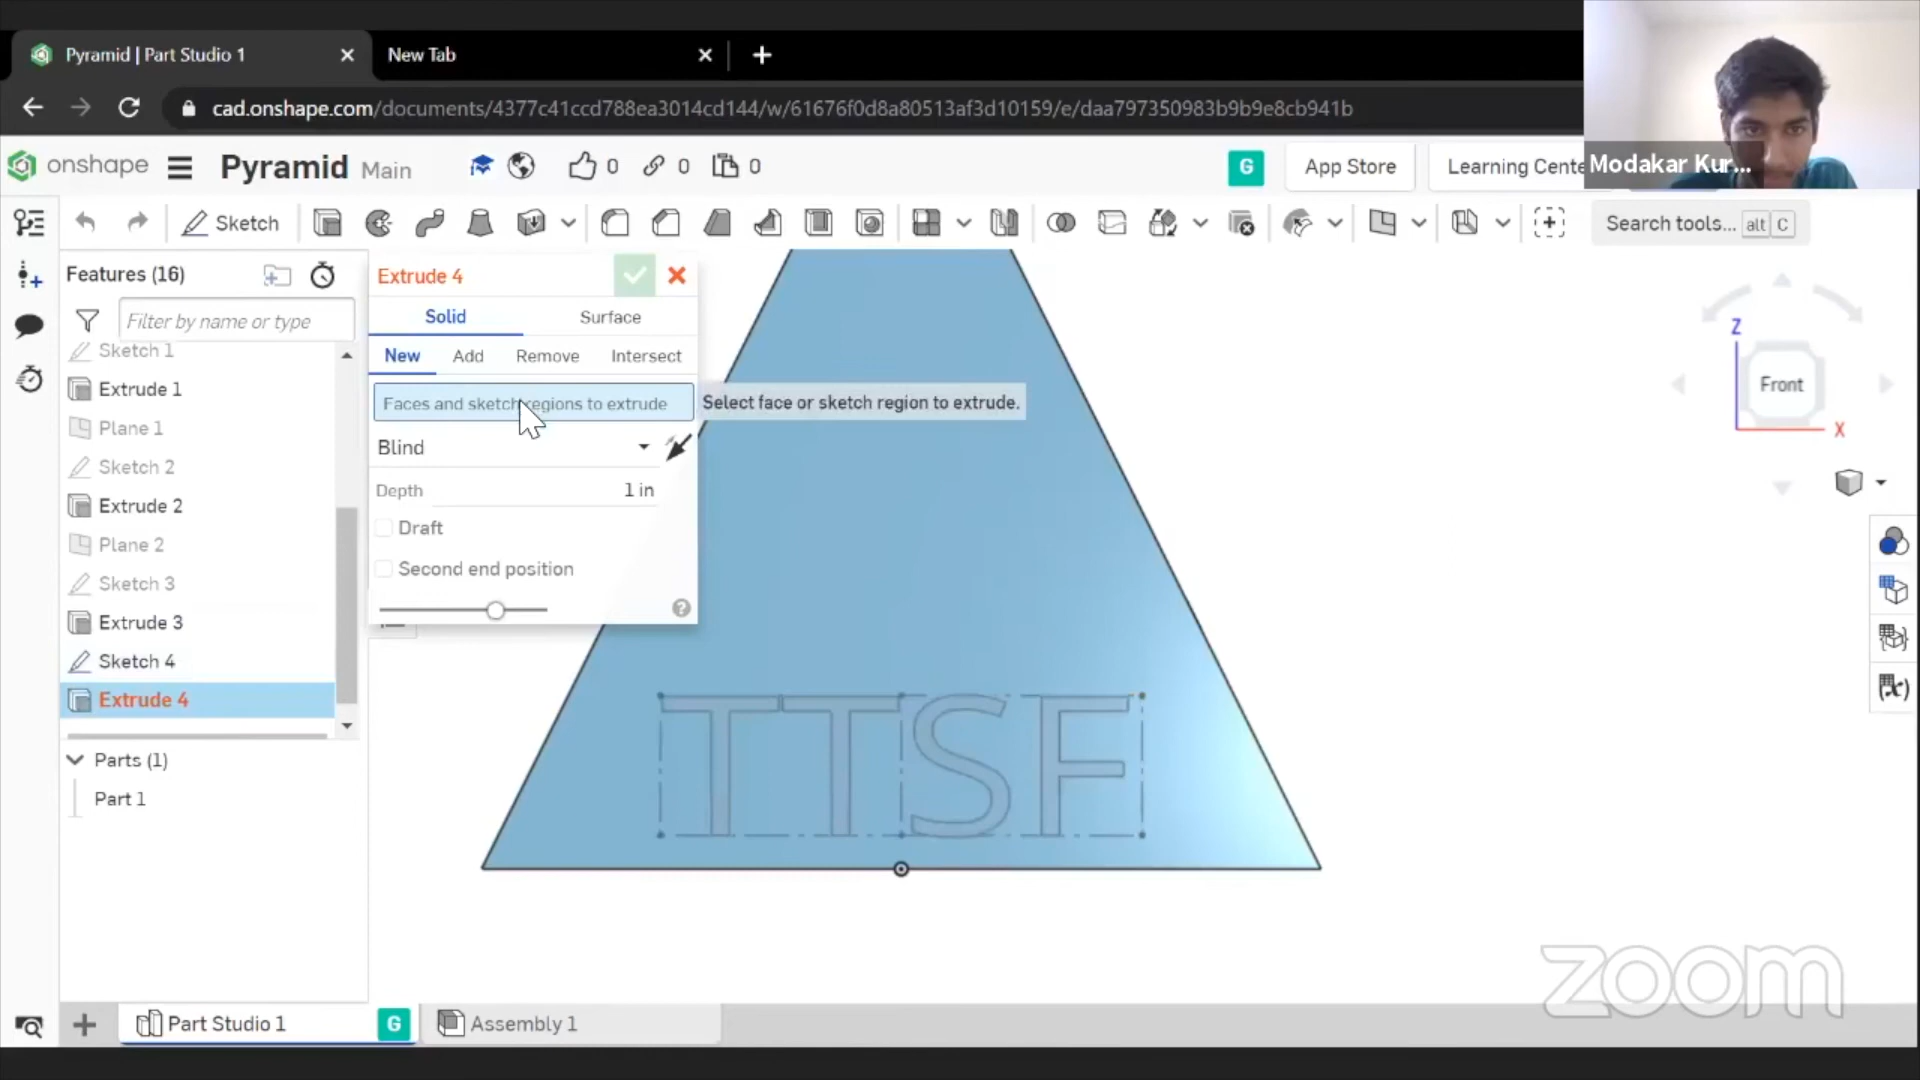 Pyramid | Part Studio 1
New Tab
cad.onshape.com/documents/4377c41ccd788ea3014cd144/w/61676f0d8a80513af3d10159/e/daa797350983b9b9e8cb941b
Modakar Kur...
onshape
Pyramid Main
0
0
0
G
App Store
Learning Cente
Sketch
Search tools... alt C
Features (16)
Filter by name or type
Sketch 1
Extrude 1
Plane 1
Sketch 2
Extrude 2
Plane 2
Sketch 3
Extrude 3
Sketch 4
Extrude 4
Parts (1)
Part 1
Extrude 4
Solid
Surface
New
Add
Remove
Intersect
Faces and sketch regions to extrude
Select face or sketch region to extrude.
Blind
Depth
1 in
Draft
Second end position
TTSF
Z
Front
X
(x)
zoom
Part Studio 1
G
Assembly 1